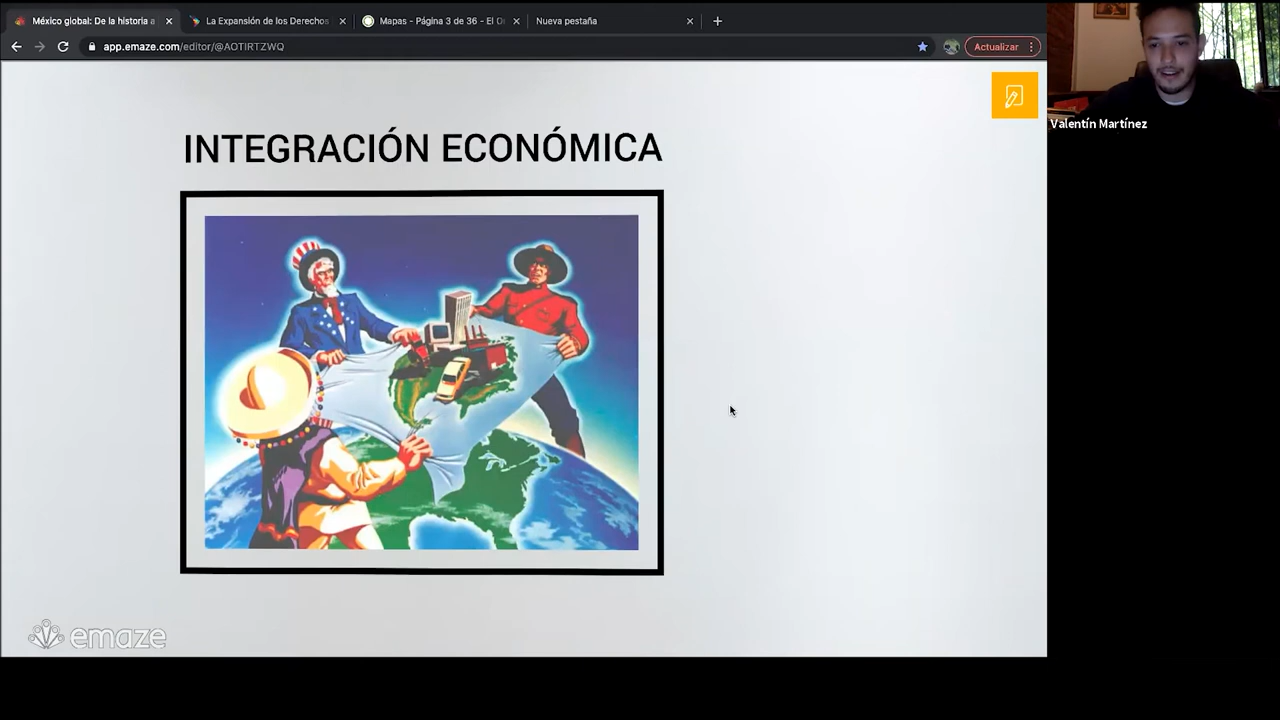 México global: De la historia a
La Expansión de los Derechos
Mapas - Página 3 de 36 - El O
Nueva pestaña
app.emaze.com/editor/@AOTIRTZWQ
Actualizar
Valentín Martínez
INTEGRACIÓN ECONÓMICA
emaze